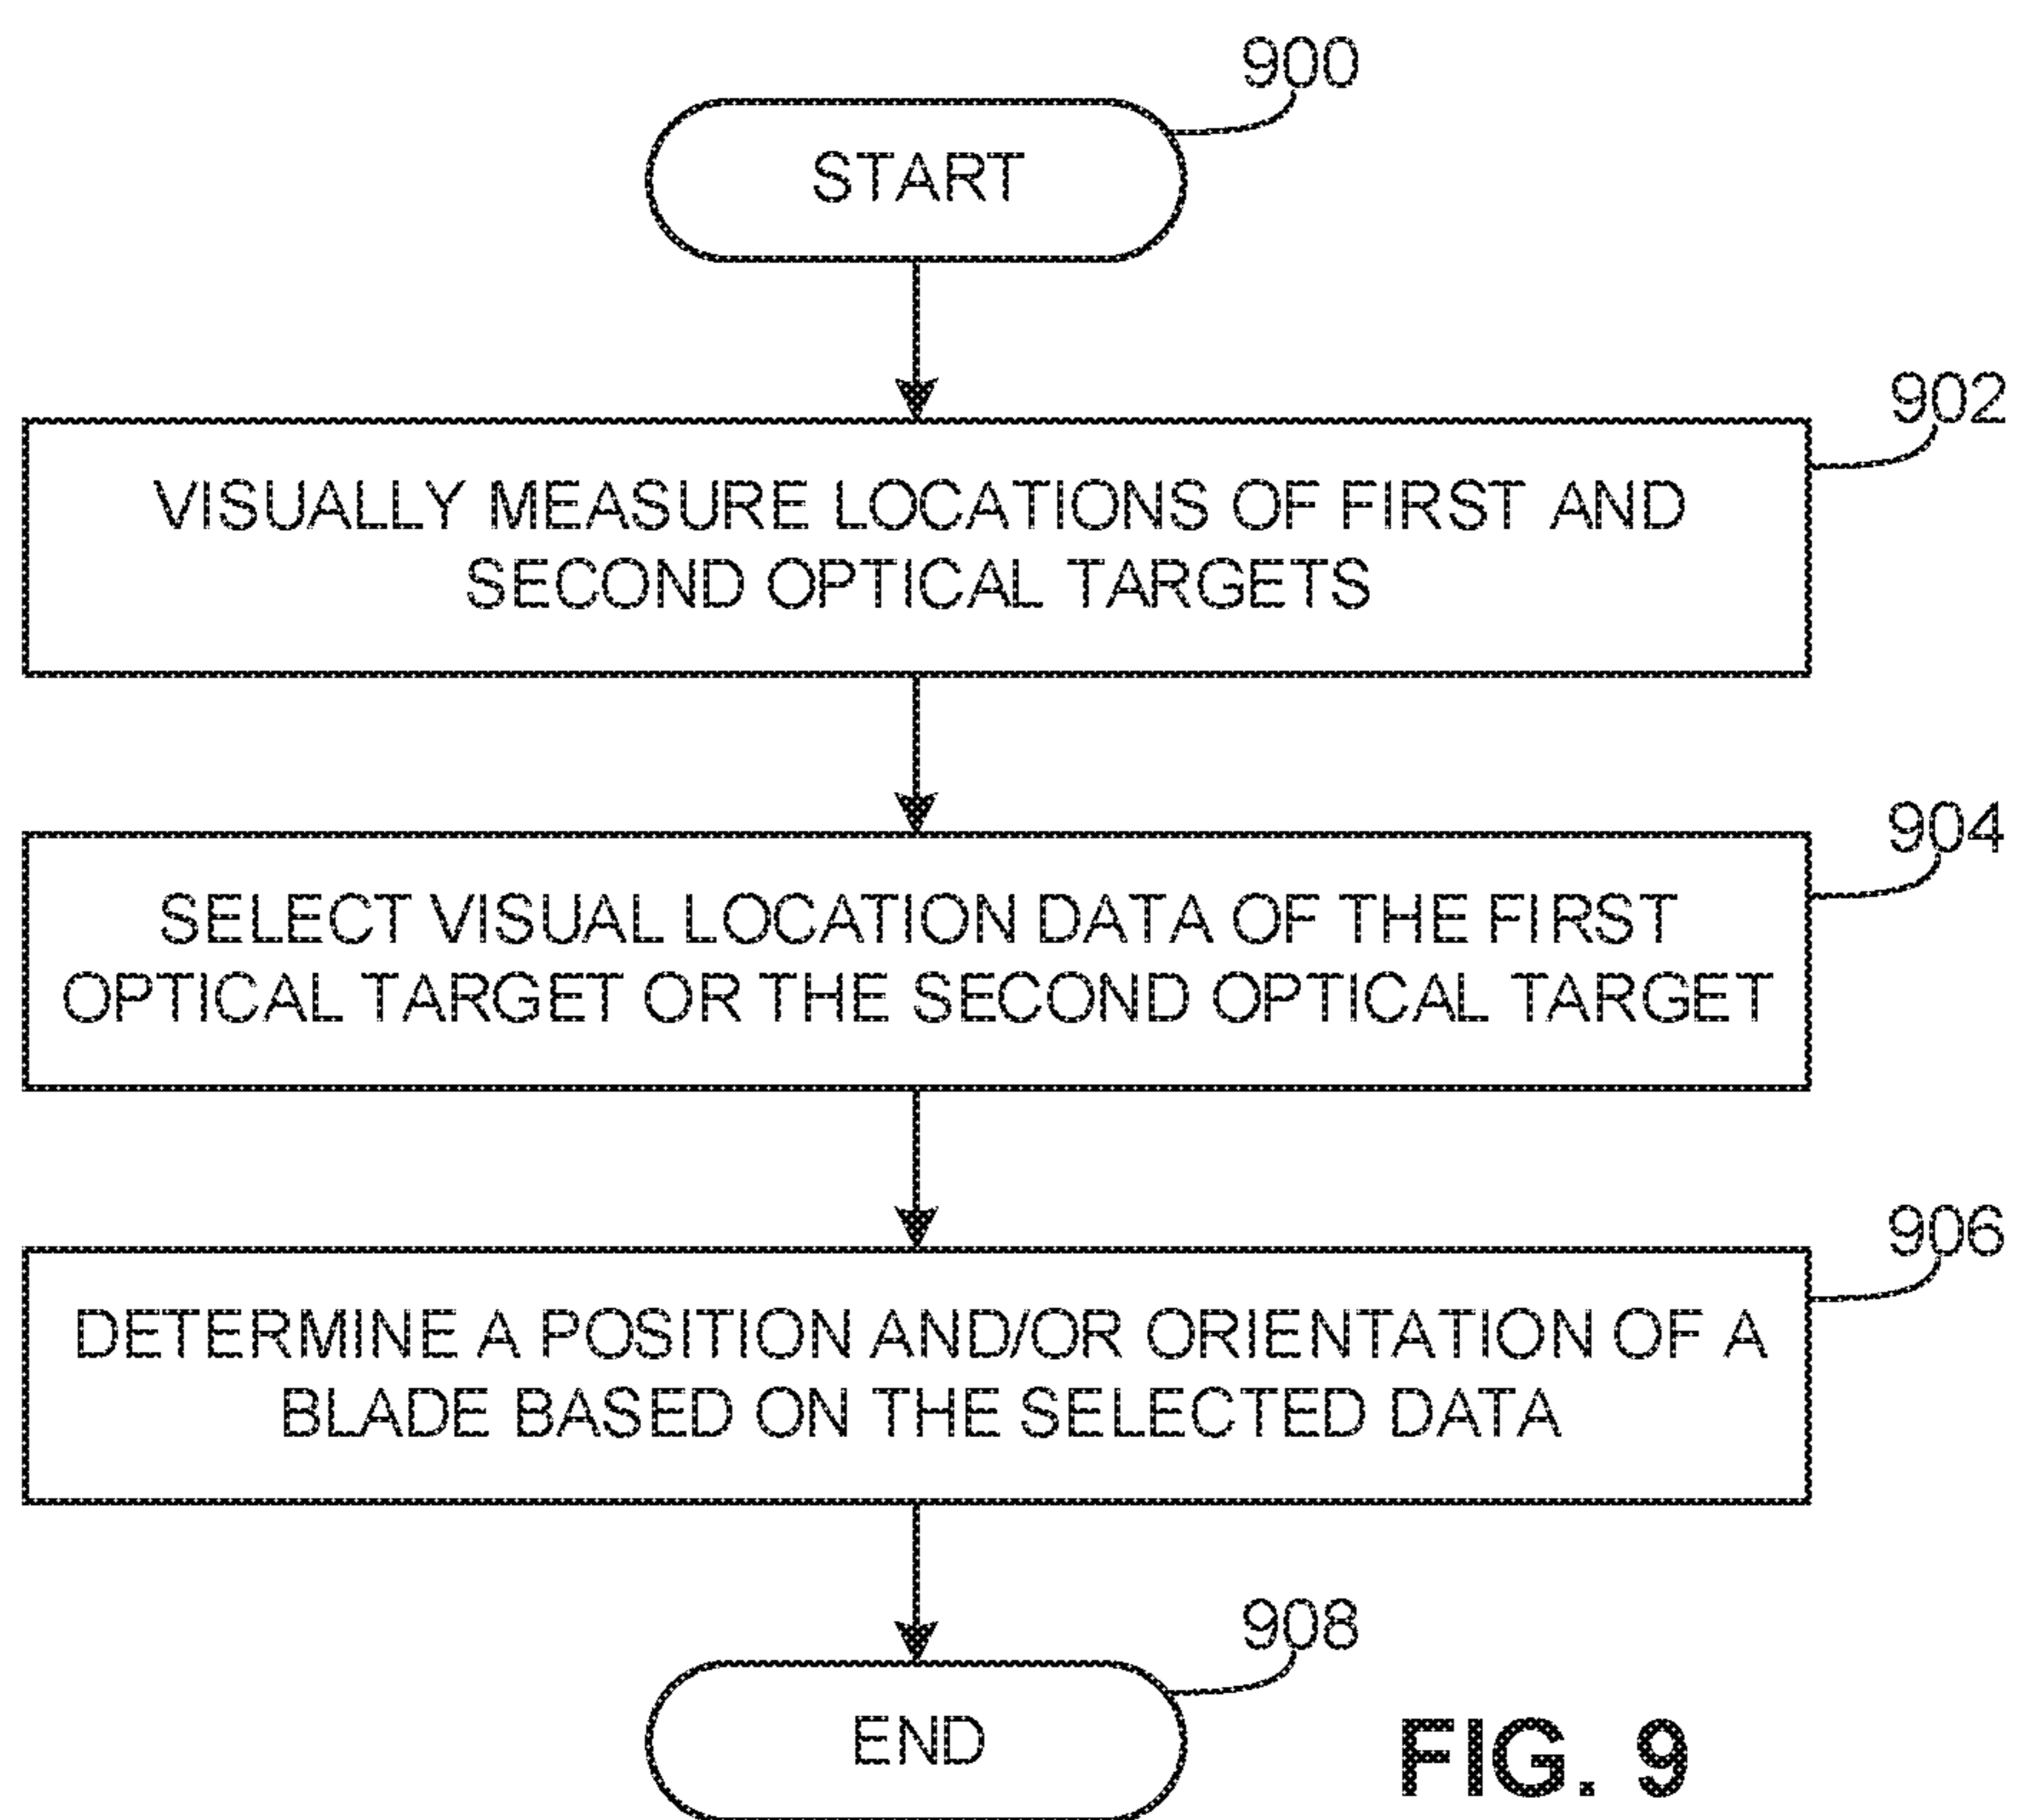 900
START
902
VISUALLY MEASURE LOCATIONS OF FIRST AND
SECOND OPTICAL TARGETS
904
SELECT VISUAL LOCATION DATA OF THE FIRST
OPTICAL TARGET OR THE SECOND OPTICAL TARGET
906
DETERMINE A POSITION AND/OR ORIENTATION OF A
BLADE BASED ON THE SELECTED DATA
908
END
FIG. 9